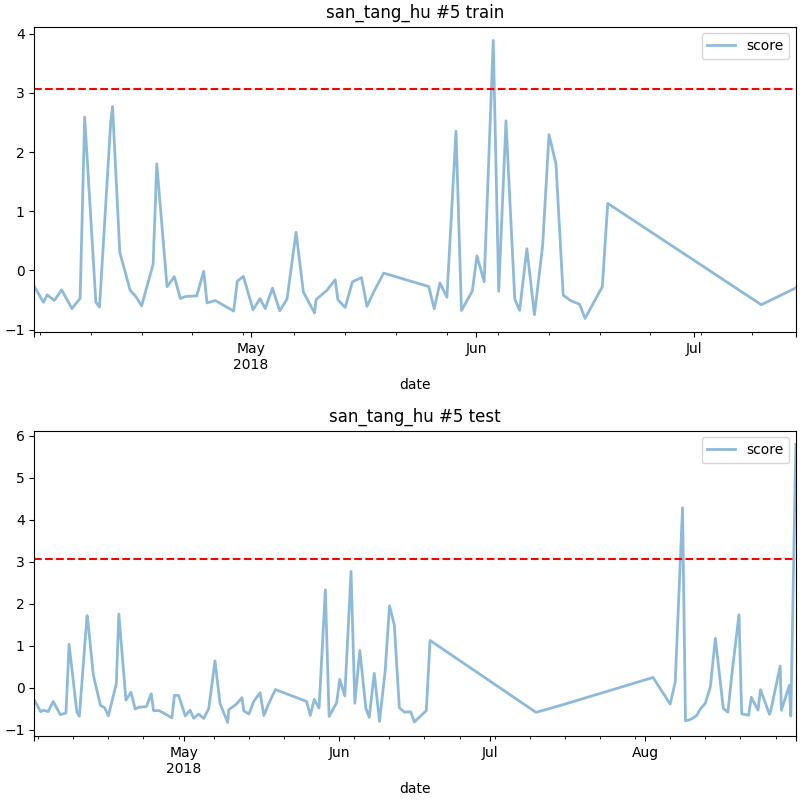 san_tang_hu #5 train
4
score
3
2
1
0
−1
May
2018
Jun
Jul
date
san_tang_hu #5 test
6
score
5
4
3
2
1
0
−1
May
2018
Jun
Jul
Aug
date